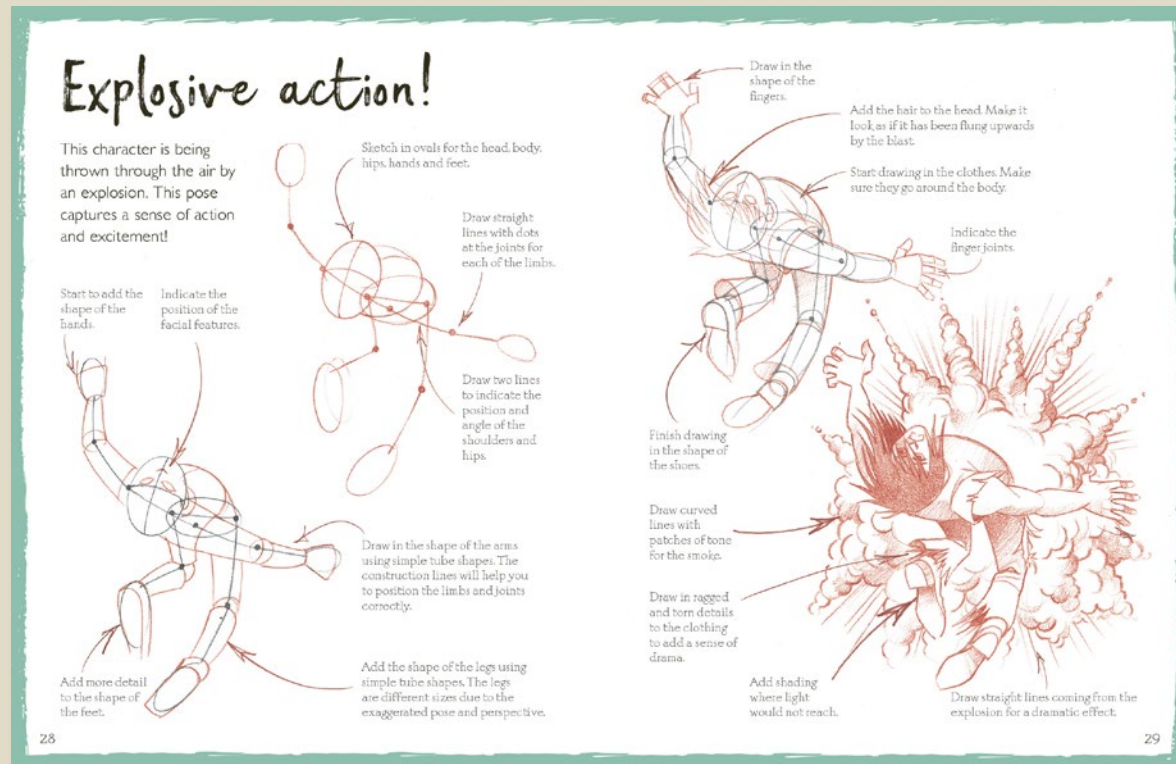 Explosive action!
This character is being
thrown through the air by
an explosion. This pose
captures a sense of action
and excitement!
Sketch in ovals for the head, body,
hips, hands and feet.
Draw straight
lines with dots
at the joints for
each of the limbs.
Draw two lines
to indicate the
position and
angle of the
shoulders and
hips.
Start to add the
shape of the
hands.
Indicate the
position of the
facial features.
Draw in the shape of the arms
using simple tube shapes. The
construction lines will help you
to position the limbs and joints
correctly.
Add more detail
to the shape of
the feet.
Add the shape of the legs using
simple tube shapes. The legs
are different sizes due to the
exaggerated pose and perspective.
28
Draw in the
shape of the
fingers.
Add the hair to the head. Make it
look as if it has been flung upwards
by the blast.
Start drawing in the clothes. Make
sure they go around the body.
Indicate the
finger joints.
Finish drawing
in the shape of
the shoes.
Draw curved
lines with
patches of tone
for the smoke.
Draw in ragged
and torn details
to the clothing
to add a sense of
drama.
Add shading
where light
would not reach.
Draw straight lines coming from the
explosion for a dramatic effect.
29